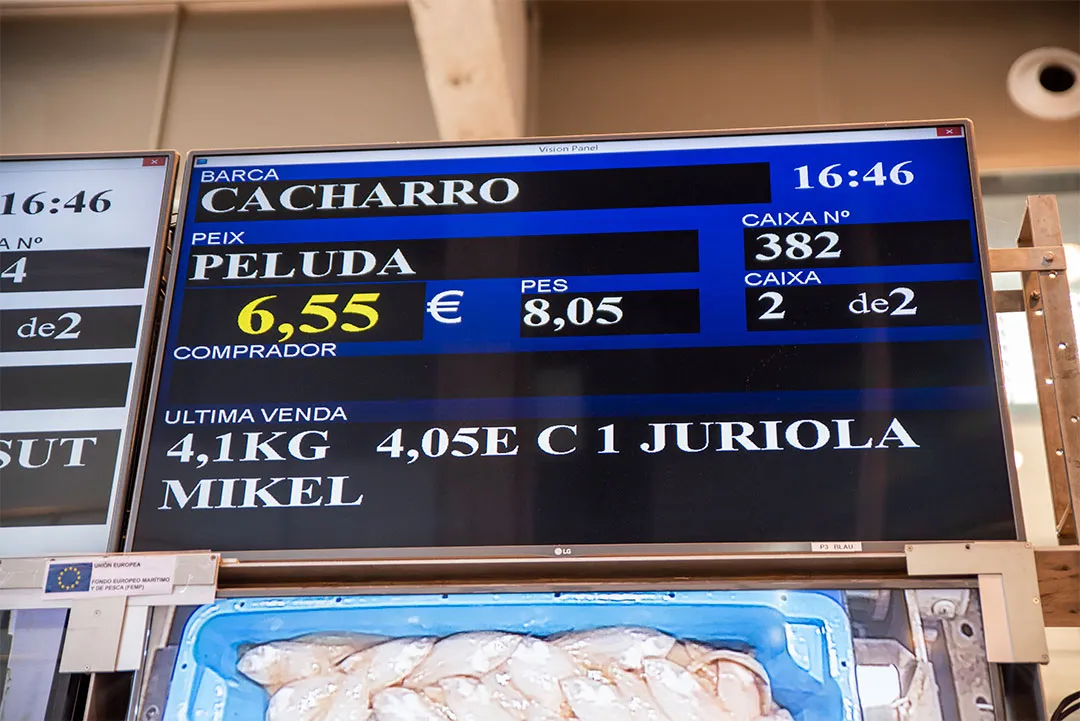 16:46
A Nº
4
de2
SUT
Vision Panel
BARCA
CACHARRO
16:46
PEIX
PELUDA
CAIXA Nº
382
6,55 €
PES
8,05
CAIXA
2 de2
COMPRADOR
ULTIMA VENDA
4,1KG 4,05E C 1 JURIOLA
MIKEL
LG
P3 BLAU
UNIÓN EUROPEA
FONDO EUROPEO MARÍTIMO
Y DE PESCA (FEMP)